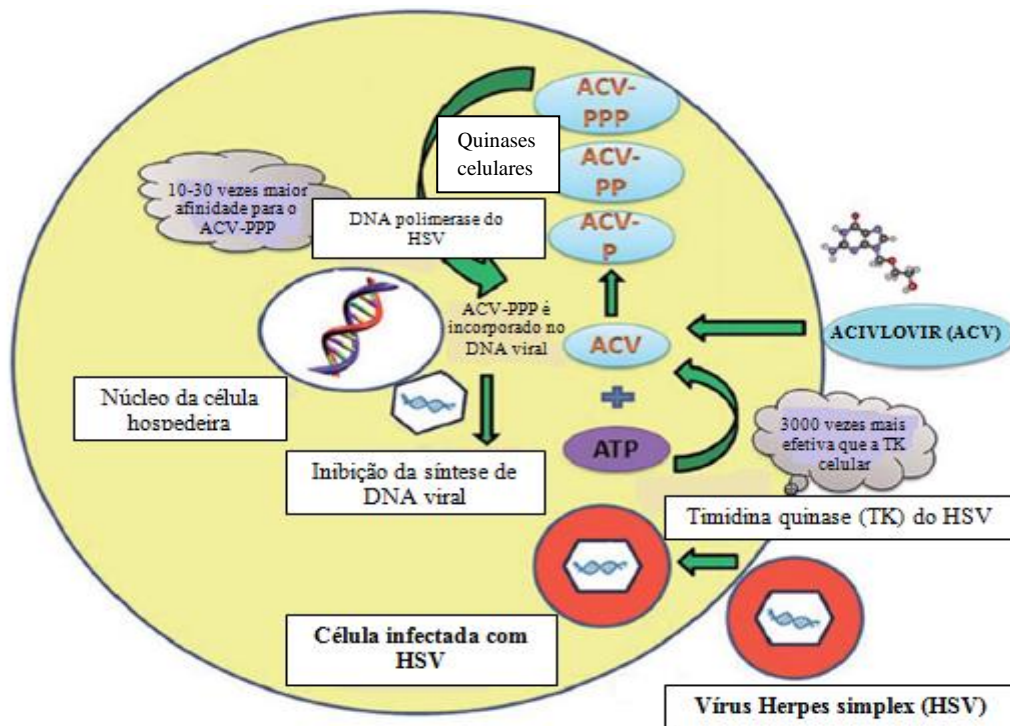 ACV-
PPP
Quinases
celulares
ACV-
PP
10-30 vezes maior
afinidade para o
ACV-PPP
DNA polimerase do
HSV
ACV-
P
ACV-PPP é
incorporado no
DNA viral
ACV
ACIVLOVIR (ACV)
Núcleo da célula
hospedeira
3000 vezes mais
efetiva que a TK
celular
ATP
Inibição da síntese de
DNA viral
Timidina quinase (TK) do HSV
Célula infectada com
HSV
Vírus Herpes simplex (HSV)